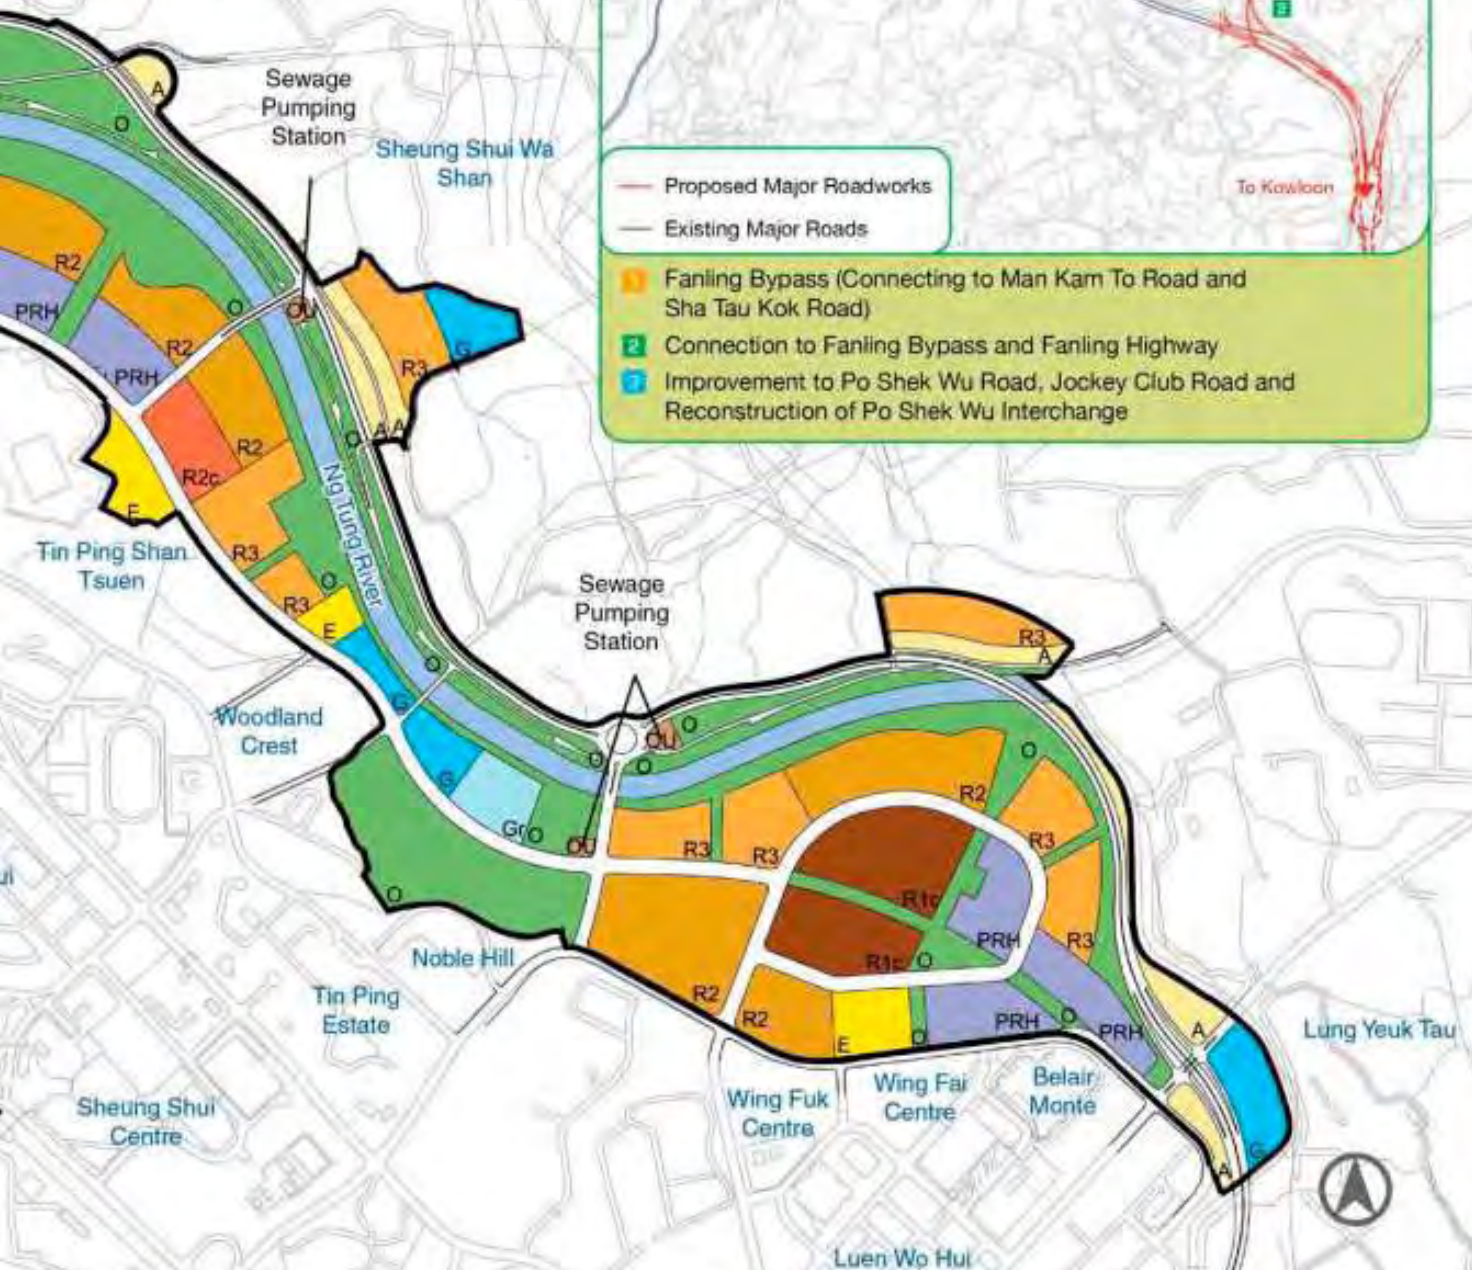 2
To Kowloon
Proposed Major Roadworks
Existing Major Roads
1 Fanling Bypass (Connecting to Man Kam To Road and
Sha Tau Kok Road)
2 Connection to Fanling Bypass and Fanling Highway
Improvement to Po Shek Wu Road, Jockey Club Road and
Reconstruction of Po Shek Wu Interchange
Sewage
Pumping
Station
Sheung Shui Wa
Shan
A
O
R2
PRH
R2
PRH
O
OU
R3
G
A
A
O
R2
R2c
E
Ng Tung River
Tin Ping Shan
Tsuen
R3
O
R3
E
Sewage
Pumping
Station
R3
A
O
G
Woodland
Crest
G
O
OU
O
O
O
R2
Gr
O
OU
R3
R3
R3
O
R1c
PRH
R3
R1c
O
Noble Hill
Tin Ping
Estate
R2
R2
E
O
PRH
O
PRH
A
Lung Yeuk Tau
Sheung Shui
Centre
Wing Fuk
Centre
Wing Fai
Centre
Belair
Monte
G
A
Luen Wo Hui